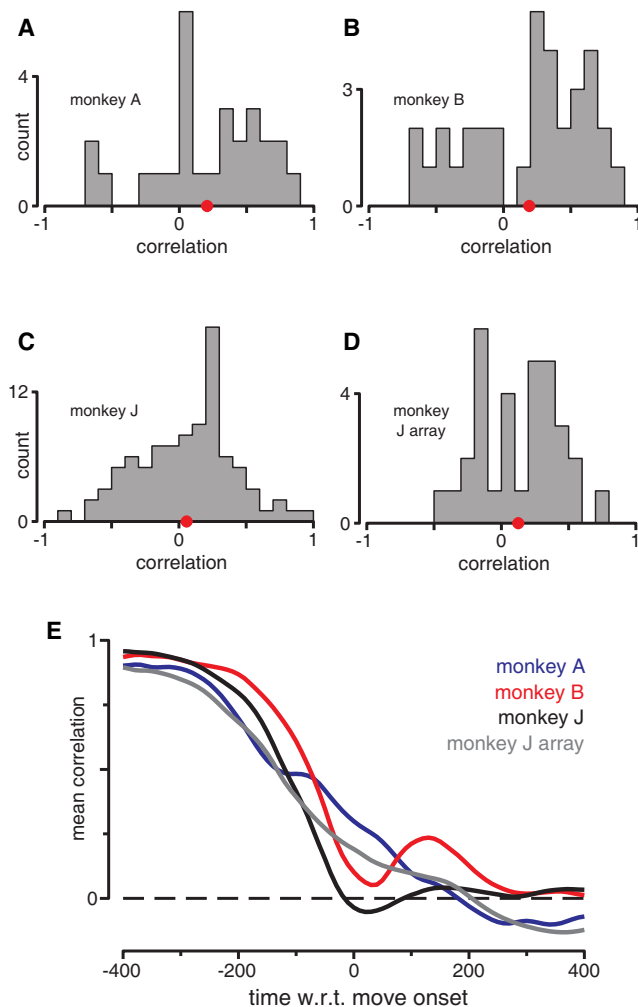 A
B
4
monkey A
count
0
-1
0
1
correlation
3
monkey B
0
-1
0
1
correlation
C
D
12
monkey J
count
0
-1
0
1
correlation
4
monkey
J array
0
-1
0
1
correlation
E
1
mean correlation
0
monkey A
monkey B
monkey J
monkey J array
-400
-200
0
200
400
time w.r.t. move onset